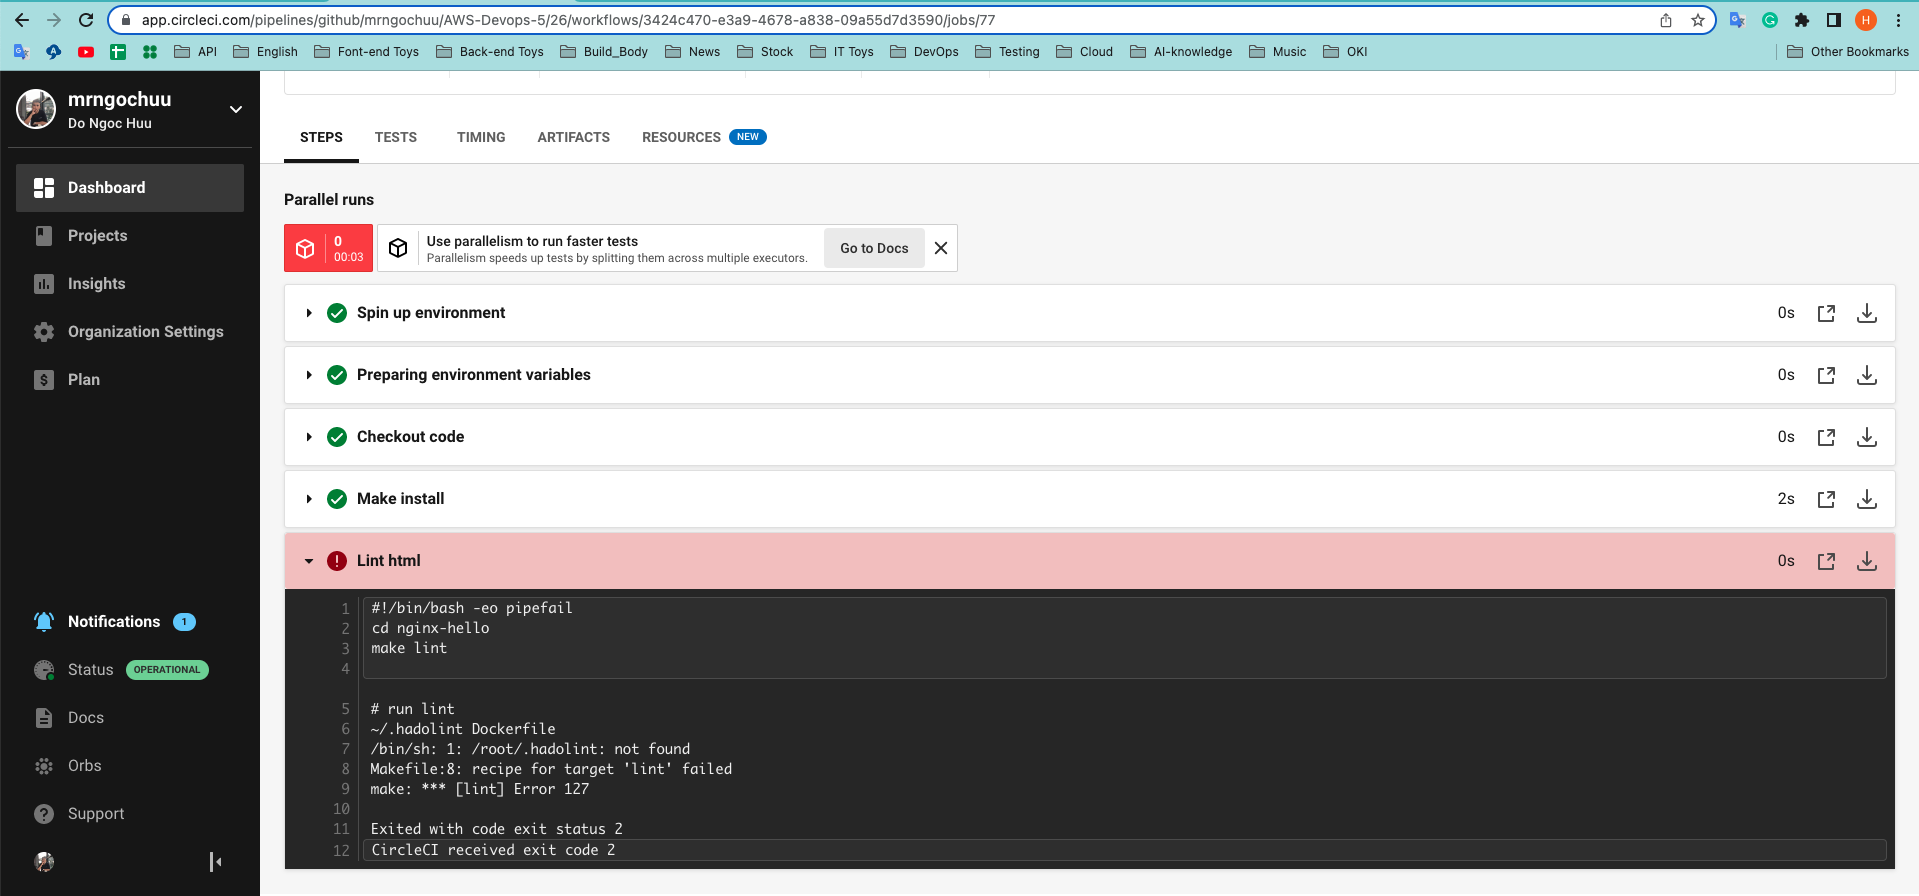 app.circleci.com/pipelines/github/mrngochuu/AWS-Devops-5/26/workflows/3424c470-e3a9-4678-a838-09a55d7d3590/jobs/77
H
API
English
Font-end Toys
Back-end Toys
Build_Body
News
Stock
IT Toys
DevOps
Testing
Cloud
AI-knowledge
Music
OKI
Other Bookmarks
mrngochuu
Do Ngoc Huu
Dashboard
Projects
Insights
Organization Settings
Plan
Notifications 1
Status OPERATIONAL
Docs
Orbs
Support
STEPS TESTS TIMING ARTIFACTS RESOURCES NEW
Parallel runs
0
00:03
Use parallelism to run faster tests
Parallelism speeds up tests by splitting them across multiple executors.
Go to Docs
Spin up environment 0s
Preparing environment variables 0s
Checkout code 0s
Make install 2s
Lint html 0s
1 #!/bin/bash -eo pipefail
2 cd nginx-hello
3 make lint
4
5 # run lint
6 ~/.hadolint Dockerfile
7 /bin/sh: 1: /root/.hadolint: not found
8 Makefile:8: recipe for target 'lint' failed
9 make: *** [lint] Error 127
10
11 Exited with code exit status 2
12 CircleCI received exit code 2